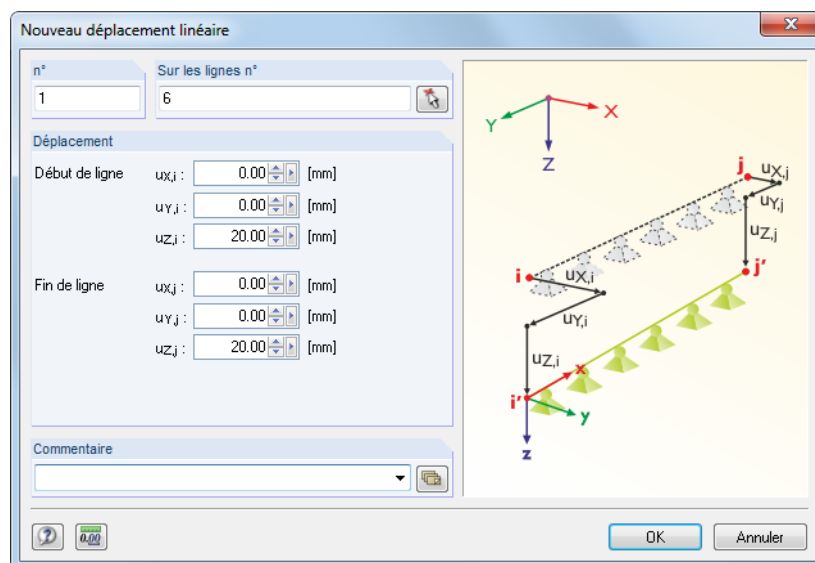 Nouveau déplacement linéaire
n°
Sur les lignes n°
1
6
Déplacement
Début de ligne
uX,i : 0.00 [mm]
uY,i : 0.00 [mm]
uZ,i : 20.00 [mm]
Fin de ligne
uX,j : 0.00 [mm]
uY,j : 0.00 [mm]
uZ,j : 20.00 [mm]
Commentaire
0.00
OK
Annuler
Y
X
Z
j
uX,j
uY,j
uZ,j
j'
i
uX,i
uY,i
uZ,i
x
i'
y
z